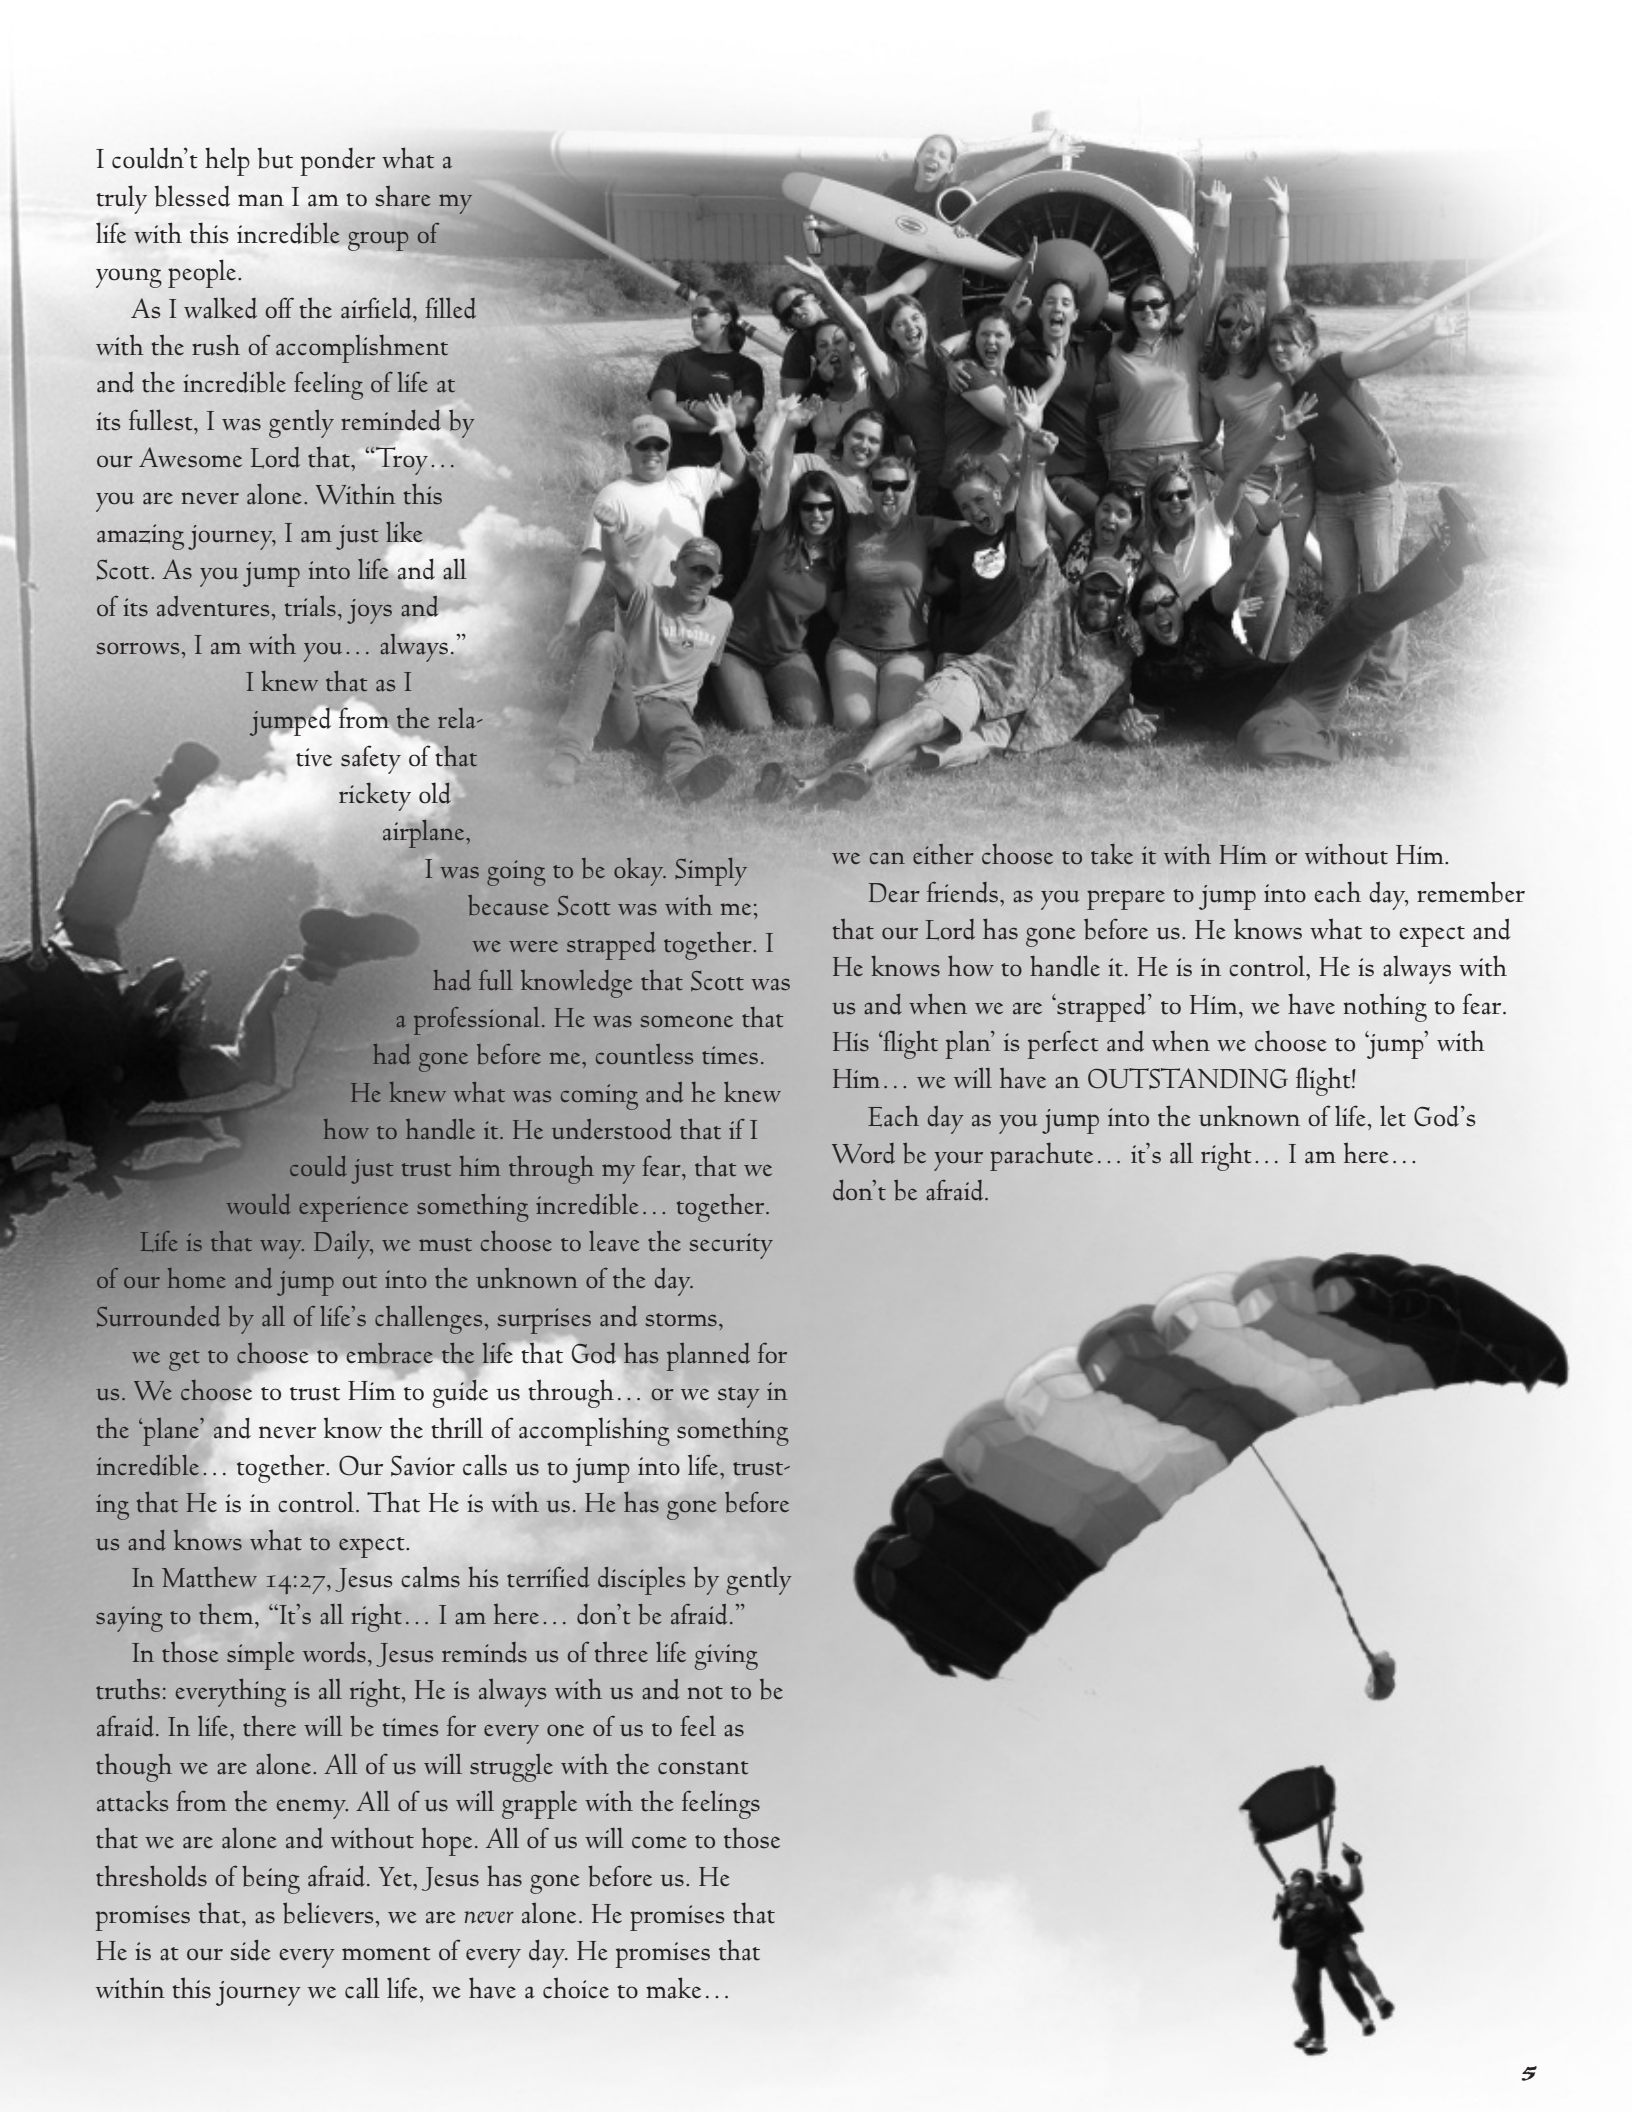 I couldn't help but ponder what a
truly blessed man I am to share my
life with this incredible group of
young people.
As I walked off the airfield, filled
with the rush of accomplishment
and the incredible feeling of life at
its fullest, I was gently reminded by
our Awesome Lord that, “Troy…
you are never alone. Within this
amazing journey, I am just like
Scott. As you jump into life and all
of its adventures, trials, joys and
sorrows, I am with you… always.”
I knew that as I
jumped from the rela-
tive safety of that
rickety old
airplane,
I was going to be okay. Simply
because Scott was with me;
we were strapped together. I
had full knowledge that Scott was
a professional. He was someone that
had gone before me, countless times.
He knew what was coming and he knew
how to handle it. He understood that if I
could just trust him through my fear, that we
would experience something incredible… together.
Life is that way. Daily, we must choose to leave the security
of our home and jump out into the unknown of the day.
Surrounded by all of life's challenges, surprises and storms,
we get to choose to embrace the life that God has planned for
us. We choose to trust Him to guide us through… or we stay in
the ‘plane’ and never know the thrill of accomplishing something
incredible… together. Our Savior calls us to jump into life, trust-
ing that He is in control. That He is with us. He has gone before
us and knows what to expect.
In Matthew 14:27, Jesus calms his terrified disciples by gently
saying to them, “It's all right… I am here… don't be afraid.”
In those simple words, Jesus reminds us of three life giving
truths: everything is all right, He is always with us and not to be
afraid. In life, there will be times for every one of us to feel as
though we are alone. All of us will struggle with the constant
attacks from the enemy. All of us will grapple with the feelings
that we are alone and without hope. All of us will come to those
thresholds of being afraid. Yet, Jesus has gone before us. He
promises that, as believers, we are never alone. He promises that
He is at our side every moment of every day. He promises that
within this journey we call life, we have a choice to make…
we can either choose to take it with Him or without Him.
Dear friends, as you prepare to jump into each day, remember
that our Lord has gone before us. He knows what to expect and
He knows how to handle it. He is in control, He is always with
us and when we are ‘strapped’ to Him, we have nothing to fear.
His ‘flight plan’ is perfect and when we choose to ‘jump’ with
Him… we will have an OUTSTANDING flight!
Each day as you jump into the unknown of life, let God's
Word be your parachute… it's all right… I am here…
don't be afraid.
5